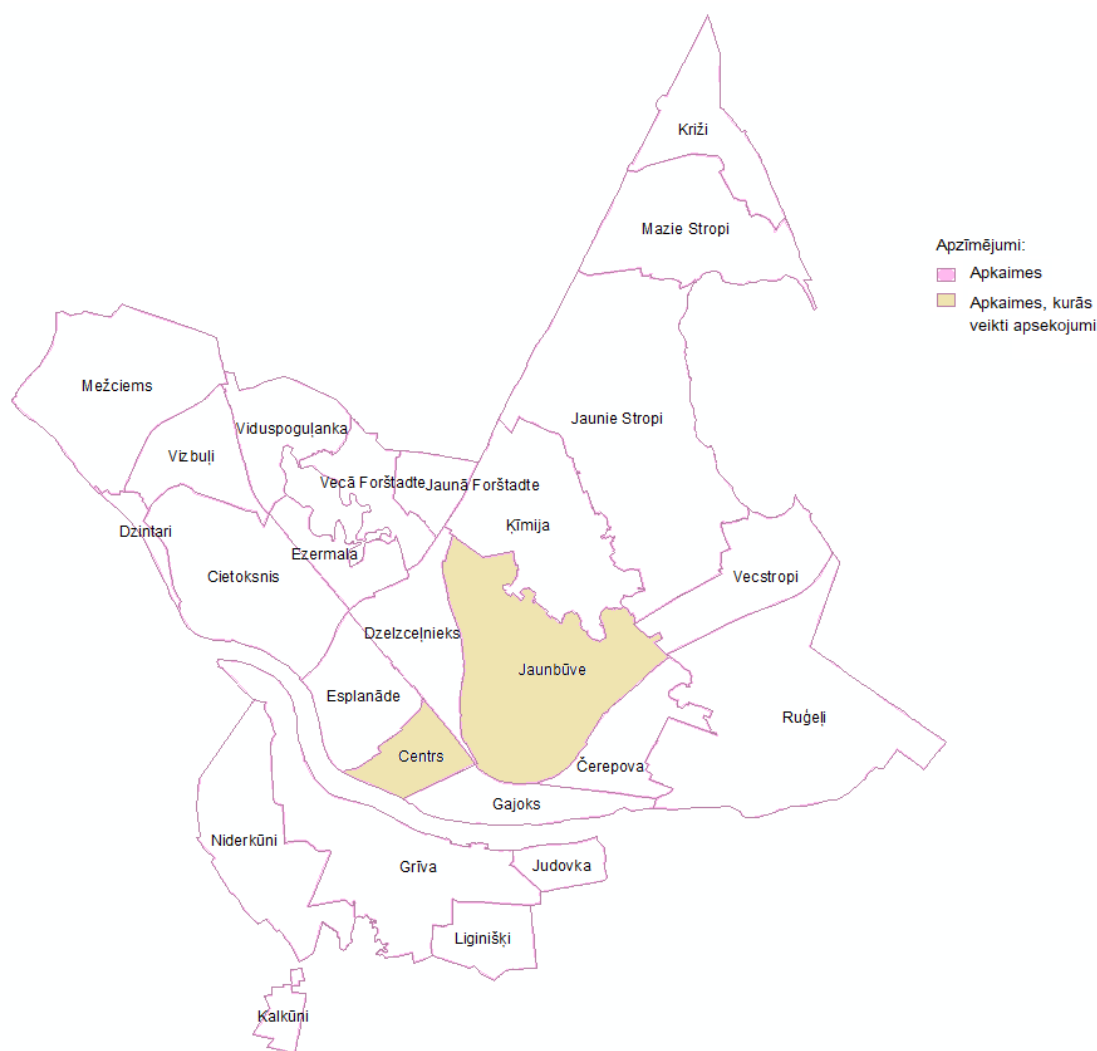 Križi
Mazie Stropi
Apzīmējumi:
Apkaimes
Apkaimes, kurās
veikti apsekojumi
Mežciems
Jaunie Stropi
Viduspoguļanka
Vizbuļi
Vecā Forštadte
Jaunā Forštadte
Ķīmija
Dzintari
Ezermala
Cietoksnis
Vecstropi
Dzelzceļnieks
Jaunbūve
Esplanāde
Ruģeļi
Centrs
Čerepova
Gajoks
Niderkūni
Grīva
Judovka
Liginišķi
Kalkūni